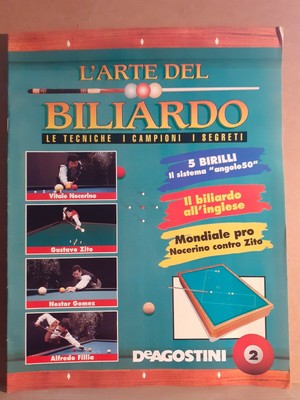 L'ARTE DEL
BILIARDO
LE TECNICHE I CAMPIONI I SEGRETI
Vitale Nocerino
Gustavo Zito
Nestor Gomez
Alfredo Fillia
5 BIRILLI
Il sistema "angolo50"
Il biliardo
all'inglese
Mondiale pro
Nocerino contro Zito
DEAGOSTINI
2